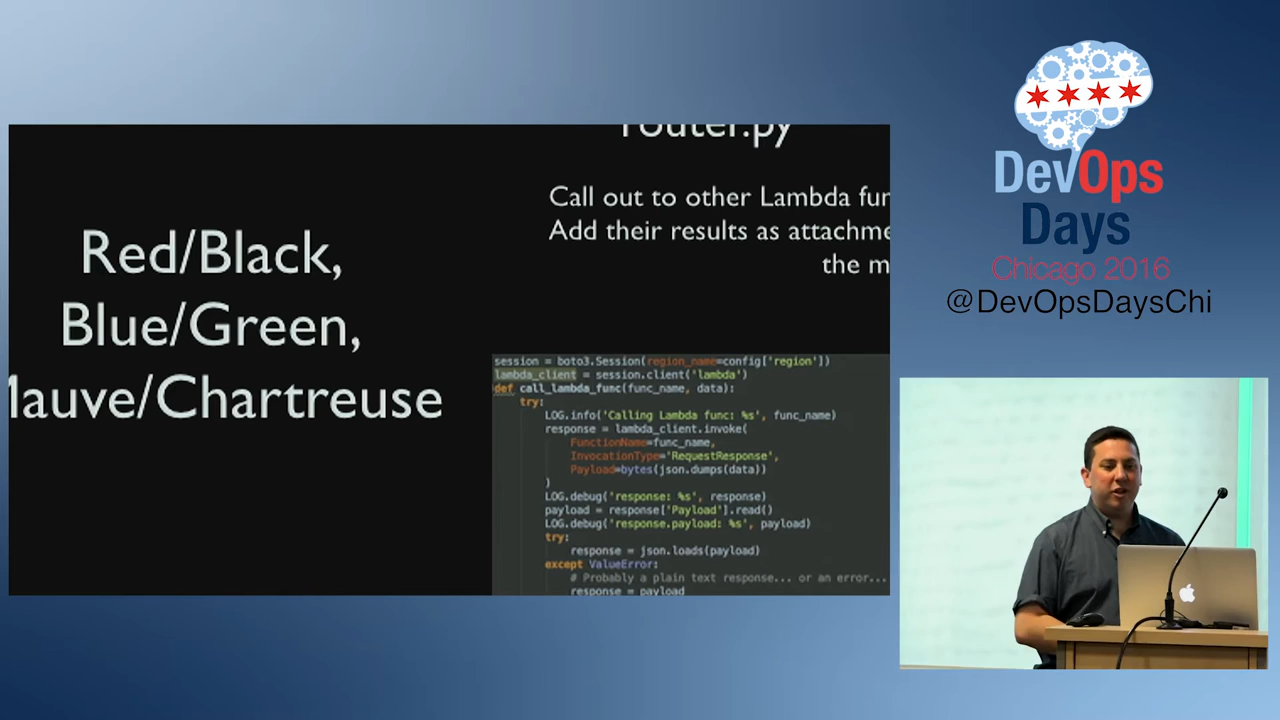 router.py
Call out to other Lambda fun
Add their results as attachme
the m
Red/Black,
Blue/Green,
Mauve/Chartreuse
session = boto3.Session(region_name=config['region'])
lambda_client = session.client('lambda')
def call_lambda_func(func_name, data):
try:
LOG.info('Calling Lambda func: %s', func_name)
response = lambda_client.invoke(
FunctionName=func_name,
InvocationType='RequestResponse',
Payload=bytes(json.dumps(data))
)
LOG.debug('response: %s', response)
payload = response['Payload'].read()
LOG.debug('response.payload: %s', payload)
try:
response = json.loads(payload)
except ValueError:
# Probably a plain text response... or an error...
response = payload
DevOps
Days
Chicago 2016
@DevOpsDaysChi